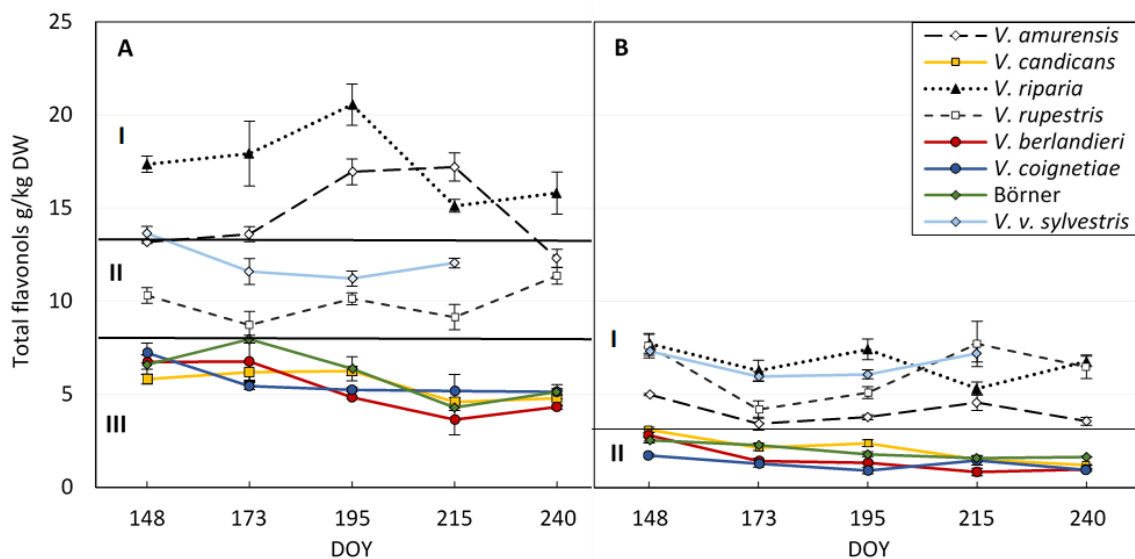 25
20
15
10
5
0
Total flavonols g/kg DW
A
I
II
III
148 173 195 215 240
DOY
B
I
II
148 173 195 215 240
DOY
V. amurensis
V. candicans
V. riparia
V. rupestris
V. berlandieri
V. coignetiae
Börner
V. v. sylvestris